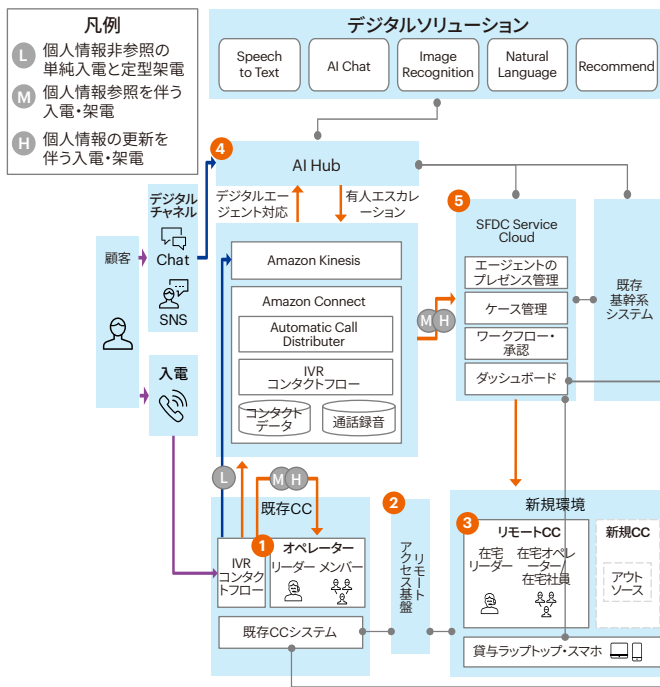 凡例
L
個人情報非参照の
単純入電と定型架電
M
個人情報参照を伴う
入電・架電
H
個人情報の更新を
伴う入電・架電
デジタルソリューション
Speech
to Text
AI Chat
Image
Recognition
Natural
Language
Recommend
4
AI Hub
デジタルエー
ジェント対応
有人エスカレ
ーション
デジタル
チャネル
Chat
SNS
顧客
入電
Amazon Kinesis
Amazon Connect
Automatic Call
Distributer
IVR
コンタクトフロー
コンタクト
データ
通話録音
M
H
5
SFDC Service
Cloud
エージェントの
プレゼンス管理
ケース管理
ワークフロー・
承認
ダッシュボード
既存
基幹系
システム
L
M
H
既存CC
1
IVR
コンタク
トフロー
オペレーター
リーダー メンバー
既存CCシステム
2
リモート
アクセス基盤
新規環境
3
リモートCC
在宅
リーダー
在宅オペレ
ーター/
在宅社員
新規CC
アウト
ソース
貸与ラップトップ・スマホ